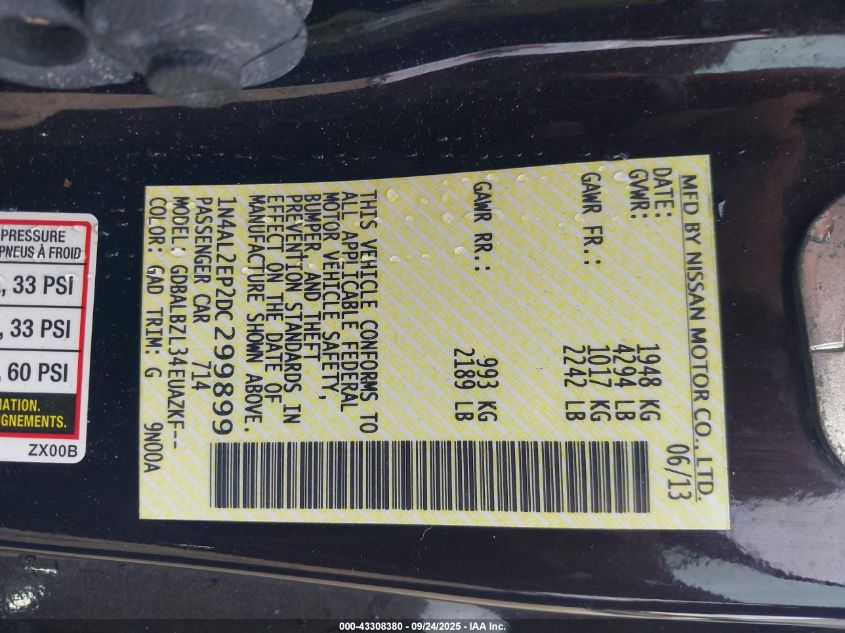 MFD BY NISSAN MOTOR CO., LTD.
DATE: 06/13
GVWR: 1948 KG
4294 LB
GAWR FR.: 1017 KG
2242 LB
GAWR RR.: 993 KG
2189 LB
THIS VEHICLE CONFORMS TO
ALL APPLICABLE FEDERAL
MOTOR VEHICLE SAFETY,
BUMPER AND THEFT
PREVENTION STANDARDS IN
EFFECT ON THE DATE OF
MANUFACTURE SHOWN ABOVE.
1N4AL2EP2DC299899
PASSENGER CAR 714
MODEL: GDBALBZL34EUAZKF--
COLOR: GAD TRIM: G 9N00A
PRESSURE
PNEUS À FROID
33 PSI
33 PSI
60 PSI
ZX00B
000-43308380 - 09/24/2025 - IAA Inc.